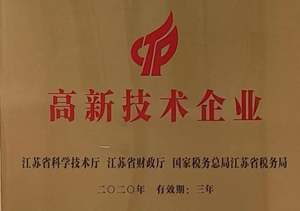 高新技术企业
江苏省科学技术厅 江苏省财政厅 国家税务总局江苏省税务局
二〇二〇年 有效期：三年